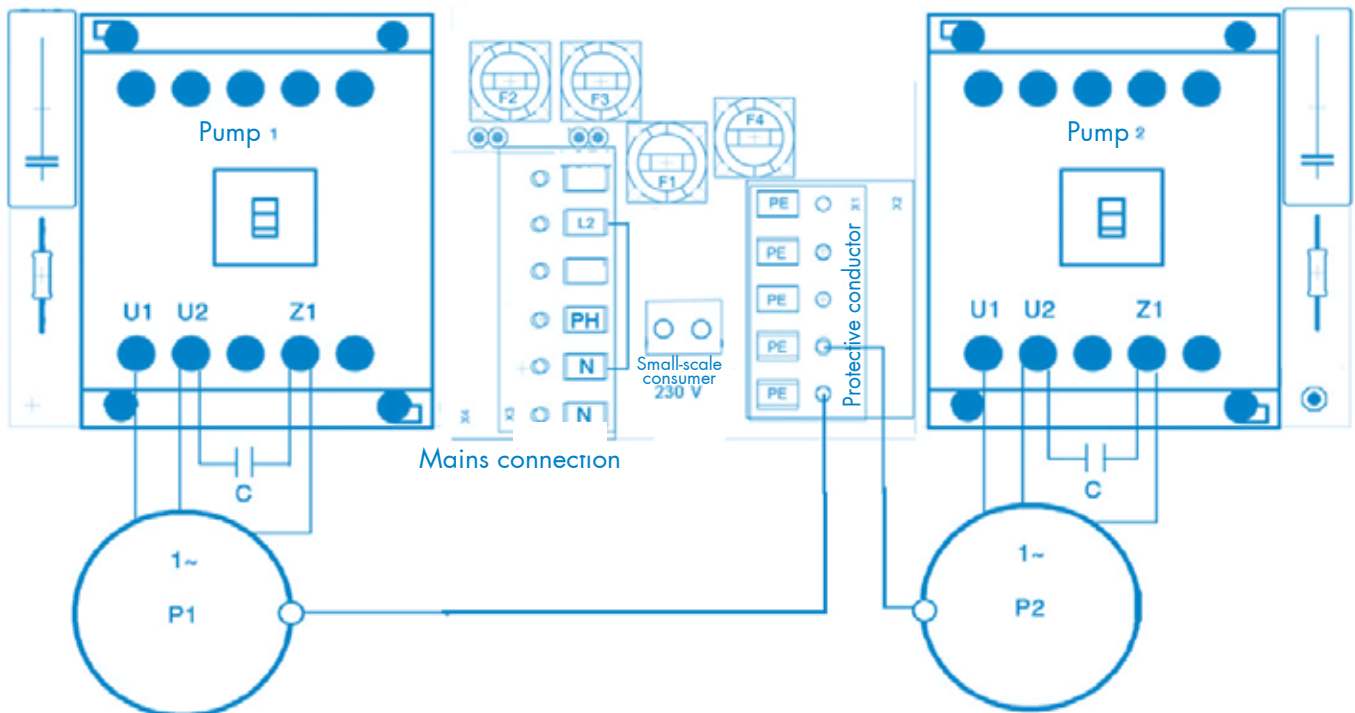 Pump 1
U1 U2 Z1
F2
F3
F4
F1
L2
PH
N
N
X4
X3
Small-scale
consumer
230 V
PE
PE
PE
PE
PE
X1
X2
Protective conductor
Mains connection
Pump 2
U1 U2 Z1
C
C
1~
P1
1~
P2